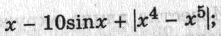 x − 10sinx + |x⁴ − x⁵|;